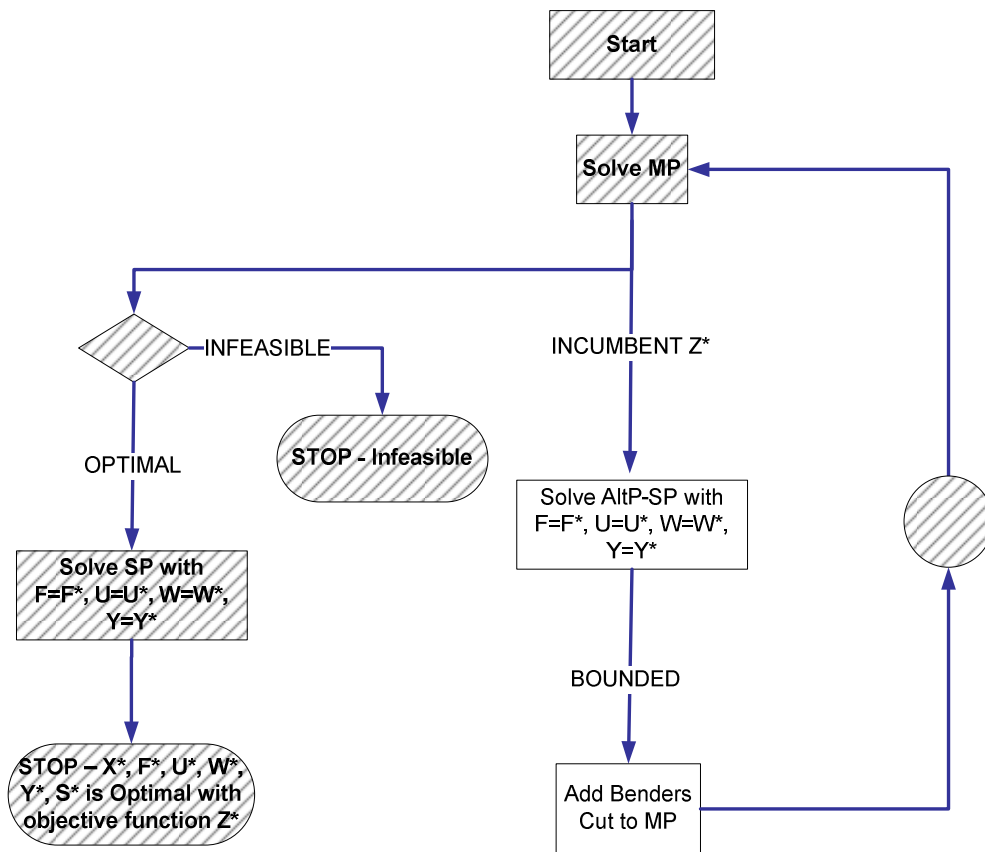 Start
Solve MP
INFEASIBLE
INCUMBENT Z*
STOP - Infeasible
OPTIMAL
Solve AltP-SP with
F=F*, U=U*, W=W*,
Y=Y*
Solve SP with
F=F*, U=U*, W=W*,
Y=Y*
BOUNDED
STOP – X*, F*, U*, W*,
Y*, S* is Optimal with
objective function Z*
Add Benders
Cut to MP